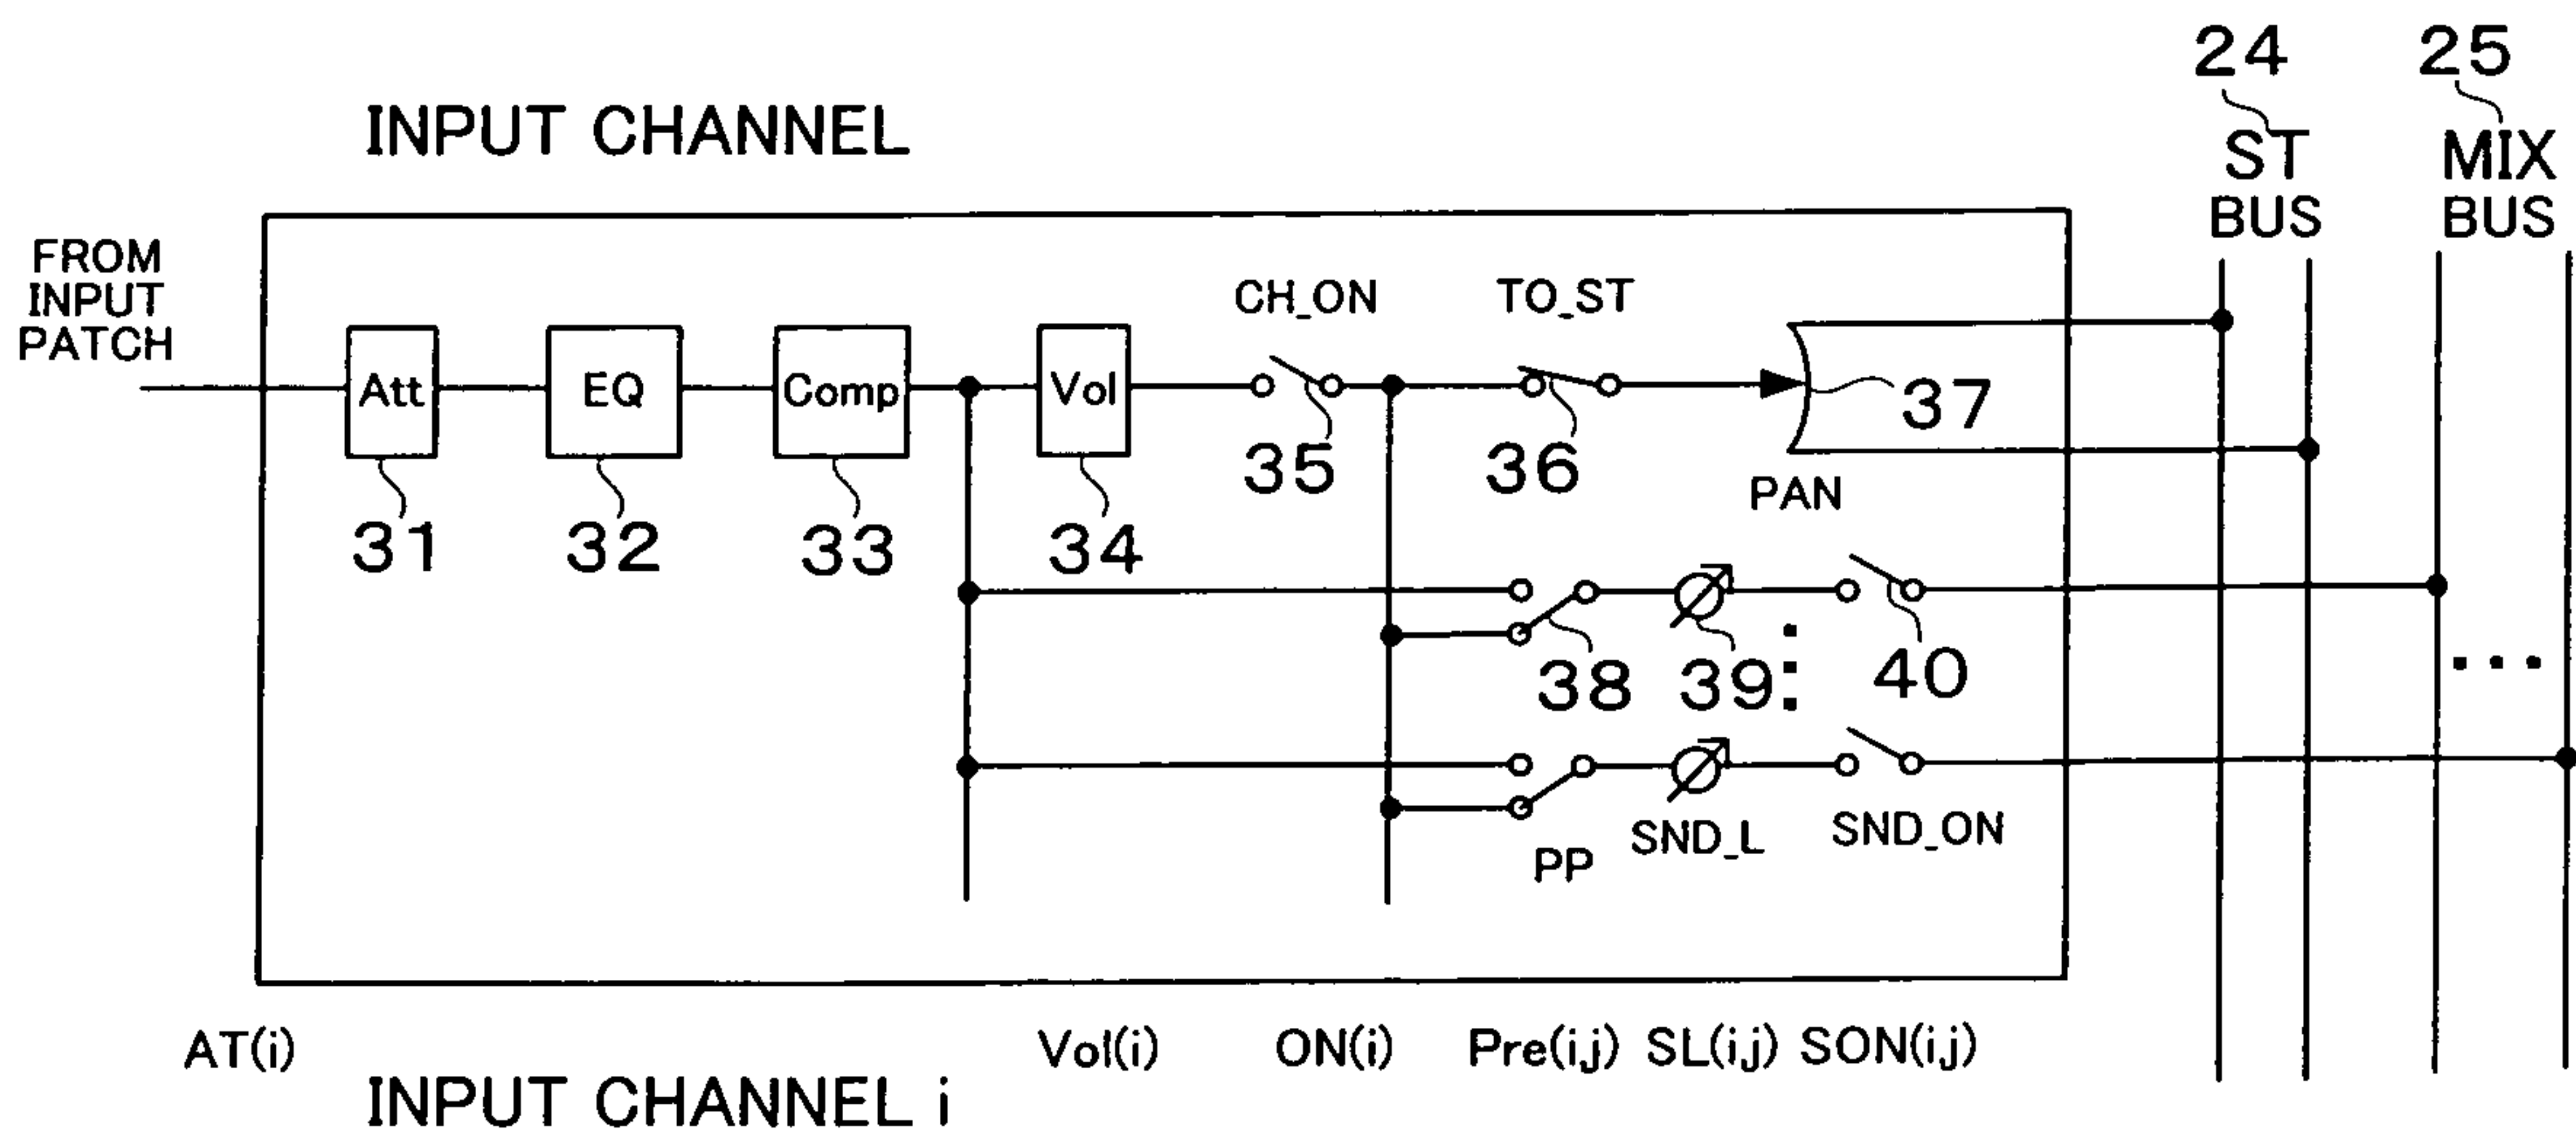 24 25
INPUT CHANNEL
ST MIX
BUS BUS
FROM
INPUT
PATCH
CH_ON TO_ST
Att EQ Comp Vol
37
35 36
PAN
31 32 33 34
38 39 40
PP SND_L SND_ON
AT(i) Vol(i) ON(i) Pre(i,j) SL(i,j) SON(i,j)
INPUT CHANNEL i